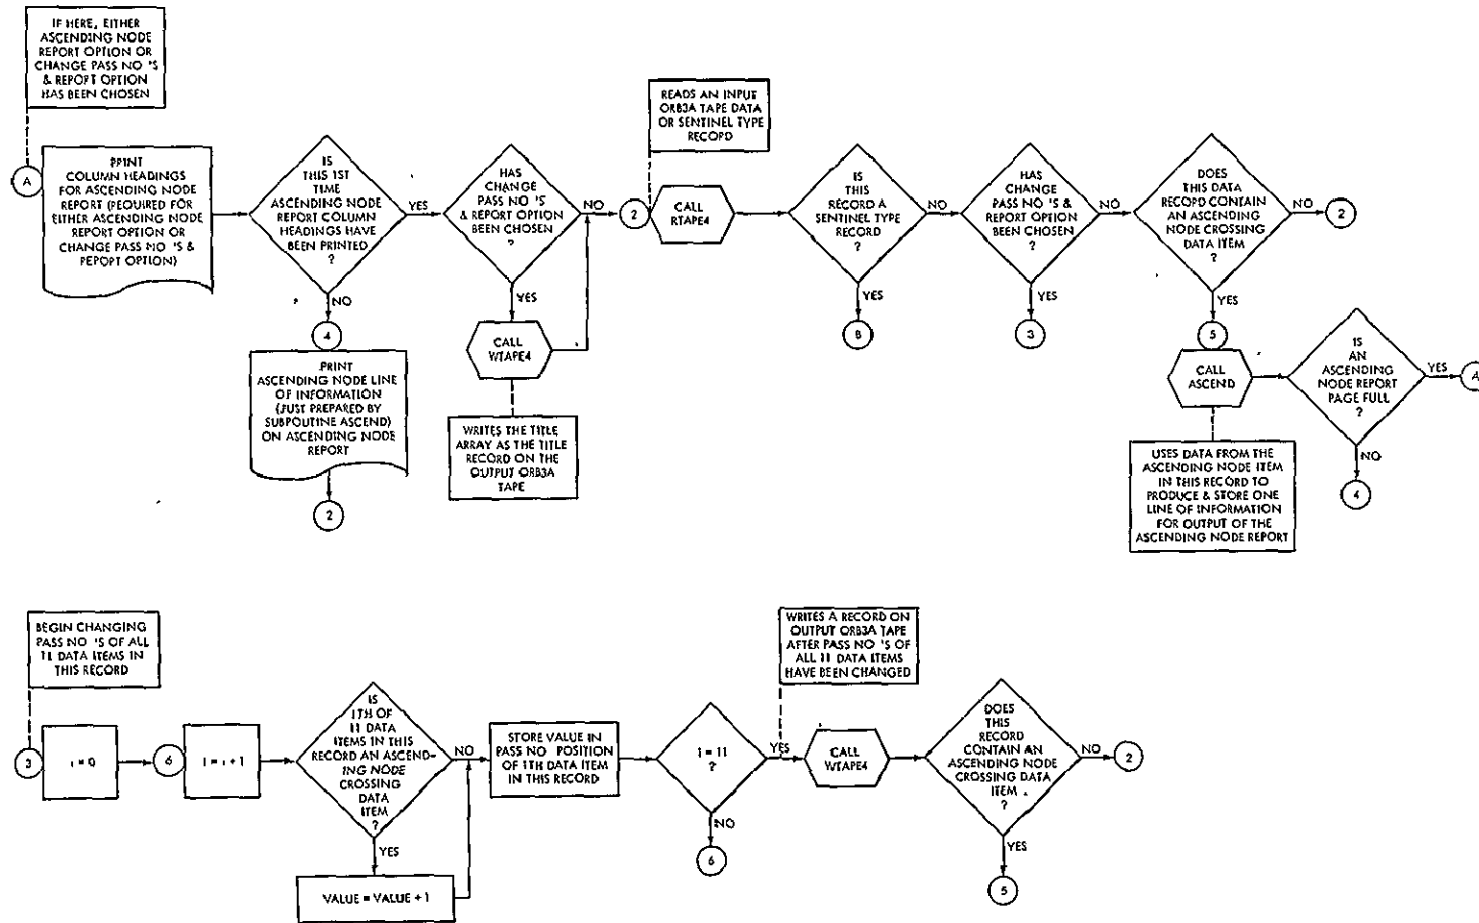 IF HERE, EITHER
ASCENDING NODE
REPORT OPTION OR
CHANGE PASS NO 'S
& REPORT OPTION
HAS BEEN CHOSEN
A
PRINT
COLUMN HEADINGS
FOR ASCENDING NODE
REPORT (REQUIRED FOR
EITHER ASCENDING NODE
REPORT OPTION OR
CHANGE PASS NO 'S &
REPORT OPTION)
IS
THIS 1ST
TIME
ASCENDING NODE
REPORT COLUMN
HEADINGS HAVE
BEEN PRINTED
?
YES
NO
4
PRINT
ASCENDING NODE LINE
OF INFORMATION
(JUST PREPARED BY
SUBROUTINE ASCEND)
ON ASCENDING NODE
REPORT
2
HAS
CHANGE
PASS NO 'S
& REPORT OPTION
BEEN CHOSEN
?
NO
YES
CALL
WTAPE4
WRITES THE TITLE
ARRAY AS THE TITLE
RECORD ON THE
OUTPUT ORB3A
TAPE
READS AN INPUT
ORB3A TAPE DATA
OR SENTINEL TYPE
RECORD
2
CALL
RTAPE4
IS
THIS
RECORD A
SENTINEL TYPE
RECORD
?
NO
YES
B
HAS
CHANGE
PASS NO 'S &
REPORT OPTION
BEEN CHOSEN
?
NO
YES
3
DOES
THIS DATA
RECORD CONTAIN
AN ASCENDING
NODE CROSSING
DATA ITEM
?
NO
2
YES
5
CALL
ASCEND
USES DATA FROM THE
ASCENDING NODE ITEM
IN THIS RECORD TO
PRODUCE & STORE ONE
LINE OF INFORMATION
FOR OUTPUT OF THE
ASCENDING NODE REPORT
IS
AN
ASCENDING
NODE REPORT
PAGE FULL
?
YES
A
NO
4
BEGIN CHANGING
PASS NO 'S OF ALL
11 DATA ITEMS IN
THIS RECORD
3
I = 0
6
I = I + 1
IS
ITH OF
11 DATA
ITEMS IN THIS
RECORD AN ASCEND-
ING NODE
CROSSING
DATA
ITEM
?
NO
YES
VALUE = VALUE + 1
STORE VALUE IN
PASS NO POSITION
OF ITH DATA ITEM
IN THIS RECORD
I = 11
?
YES
NO
6
WRITES A RECORD ON
OUTPUT ORB3A TAPE
AFTER PASS NO 'S OF
ALL 11 DATA ITEMS
HAVE BEEN CHANGED
CALL
WTAPE4
DOES
THIS
RECORD
CONTAIN AN
ASCENDING NODE
CROSSING DATA
ITEM
?
NO
2
YES
5